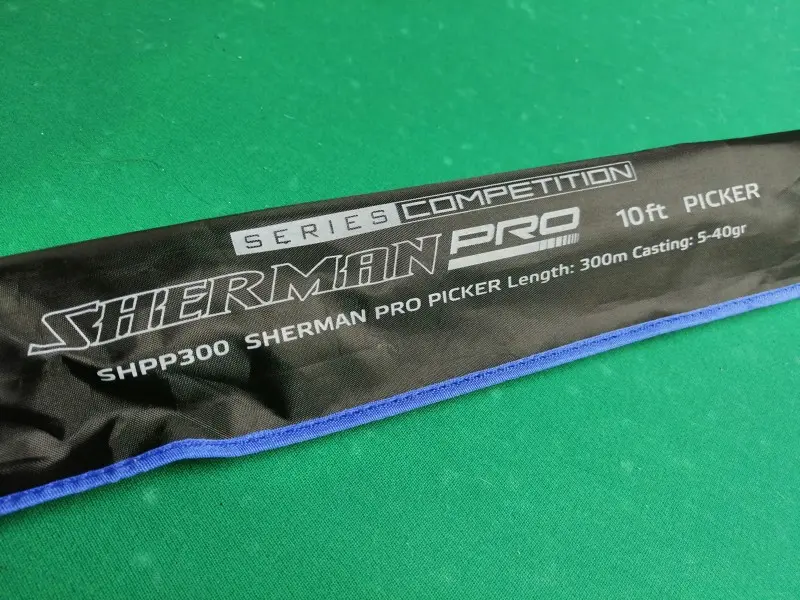 SERIES COMPETITION
SHERMAN PRO 10ft PICKER
SHPP300 SHERMAN PRO PICKER Length: 300m Casting: 5-40gr